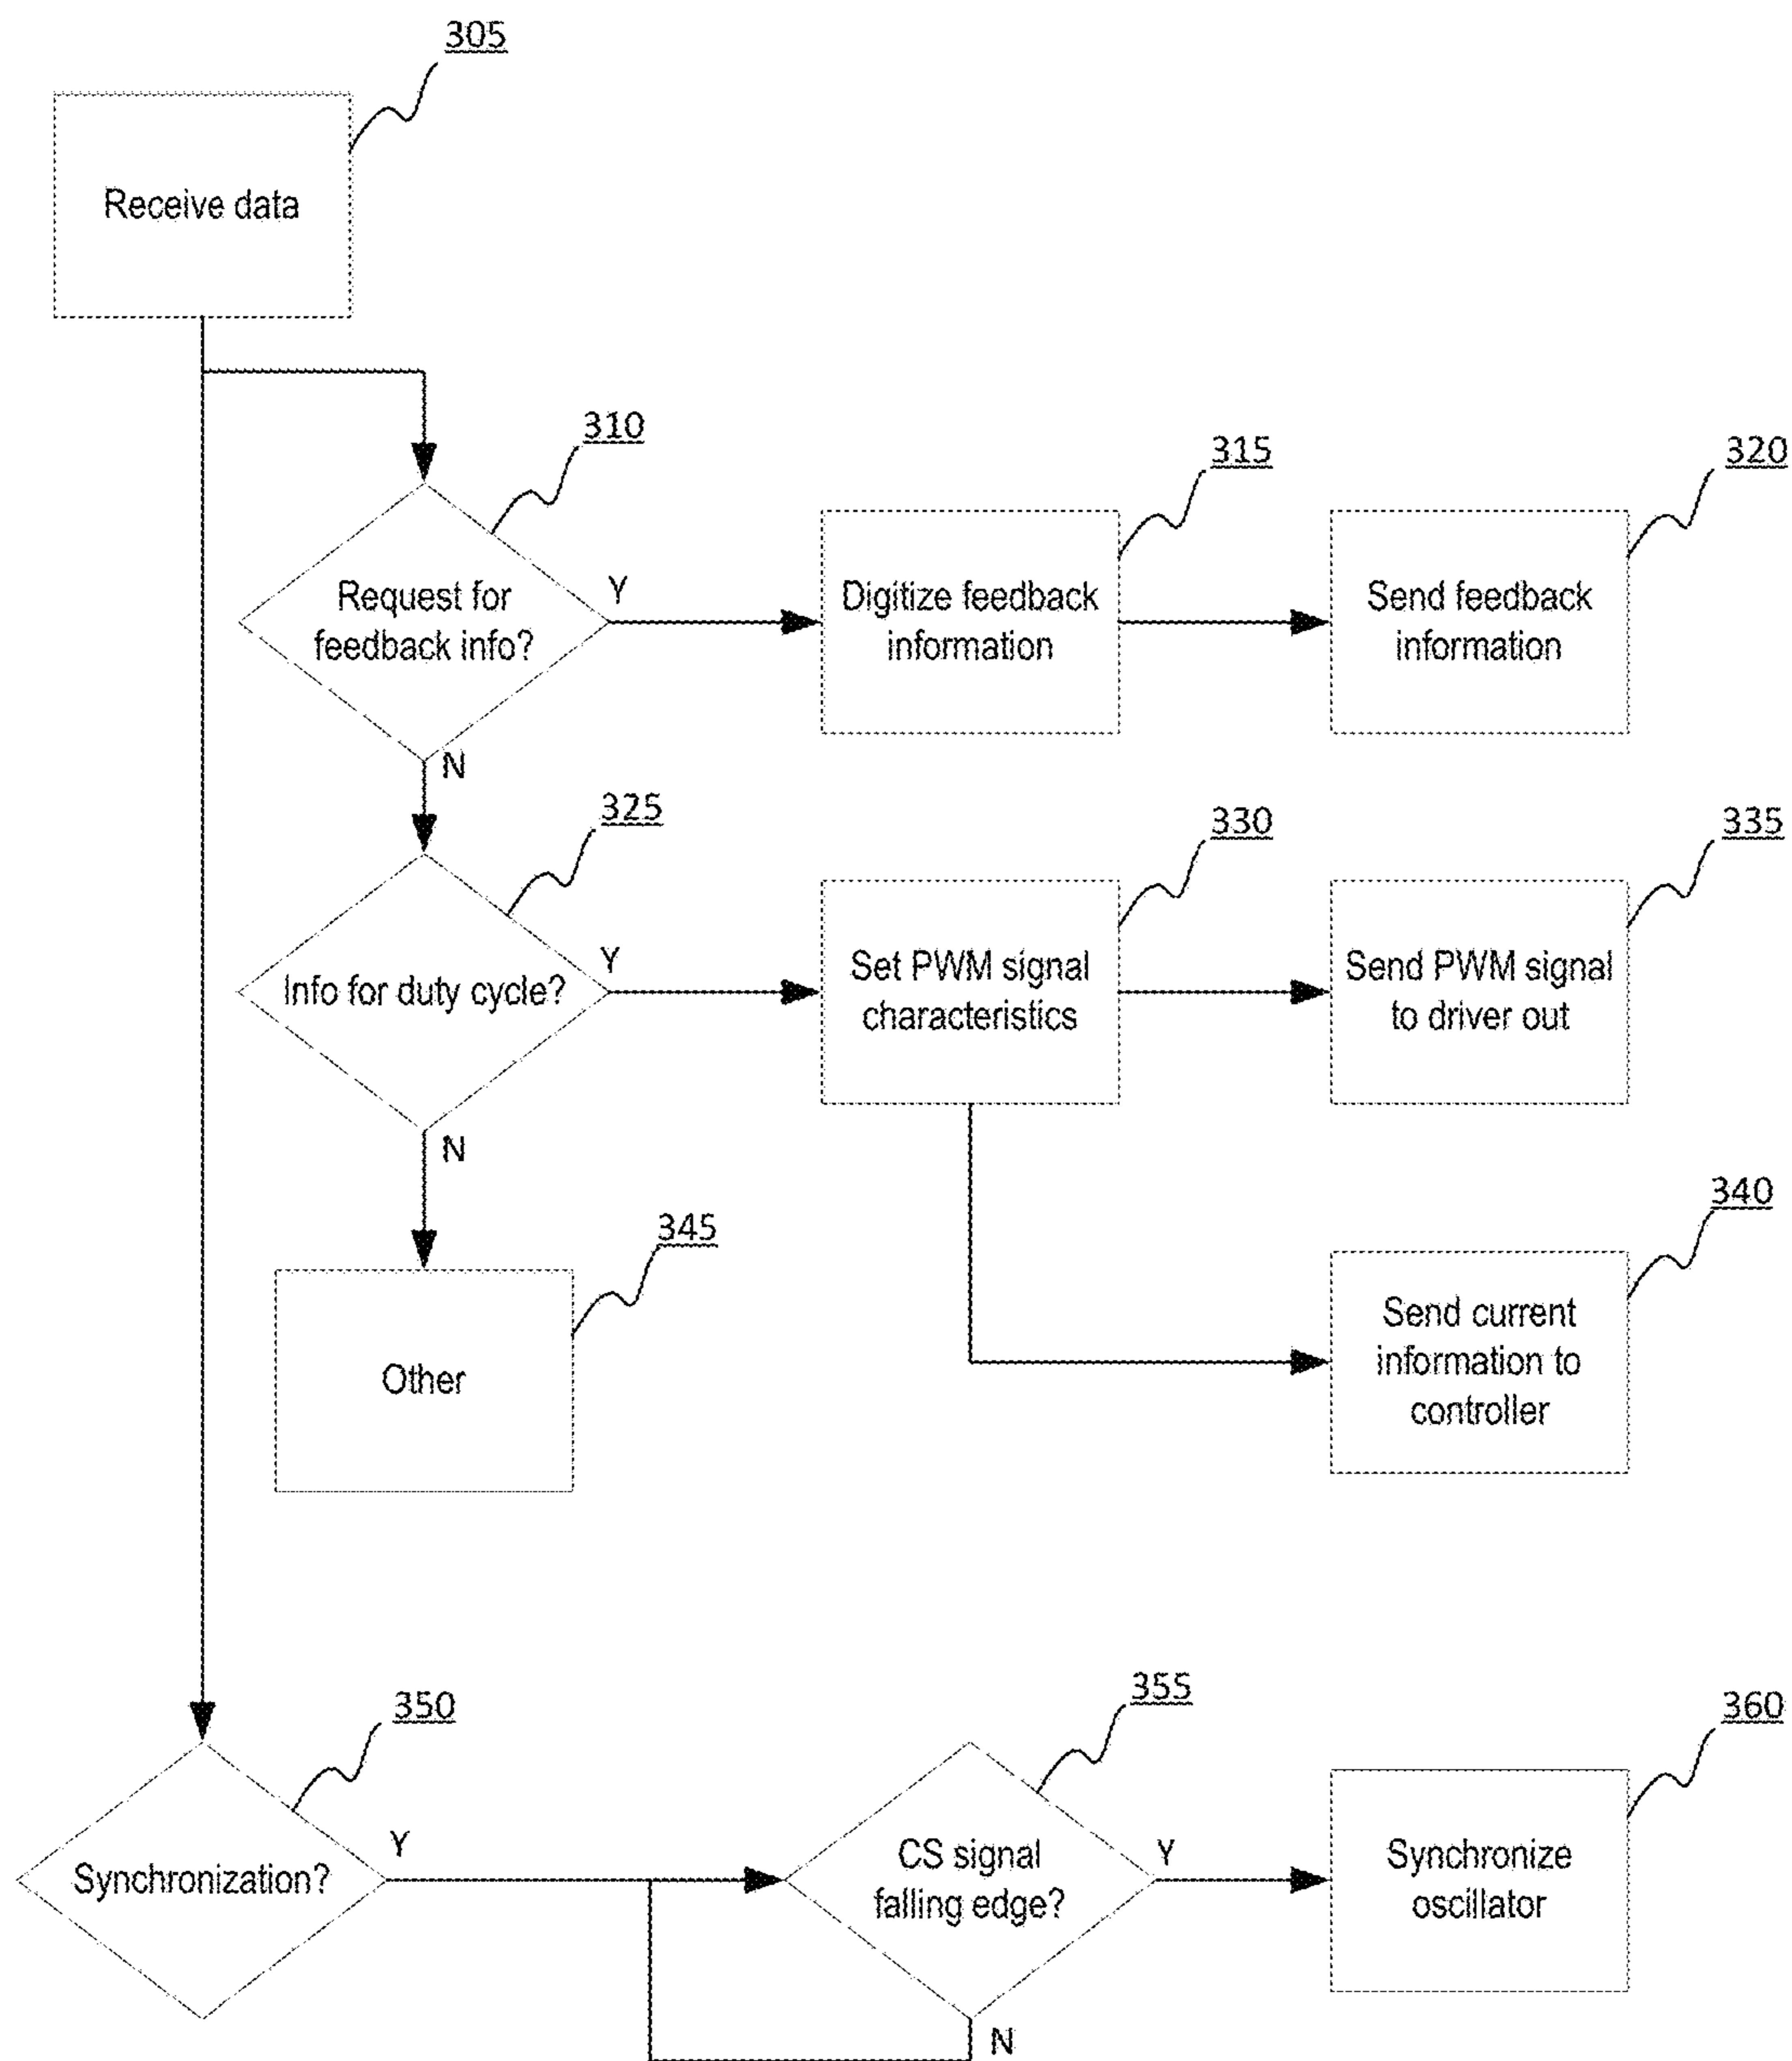 305
Receive data
310
315
320
Request for
feedback info?
Y
Digitize feedback
information
Send feedback
information
N
325
330
335
Info for duty cycle?
Y
Set PWM signal
characteristics
Send PWM signal
to driver out
N
340
345
Send current
information to
controller
Other
350
355
360
Synchronization?
Y
CS signal
falling edge?
Y
Synchronize
oscillator
N